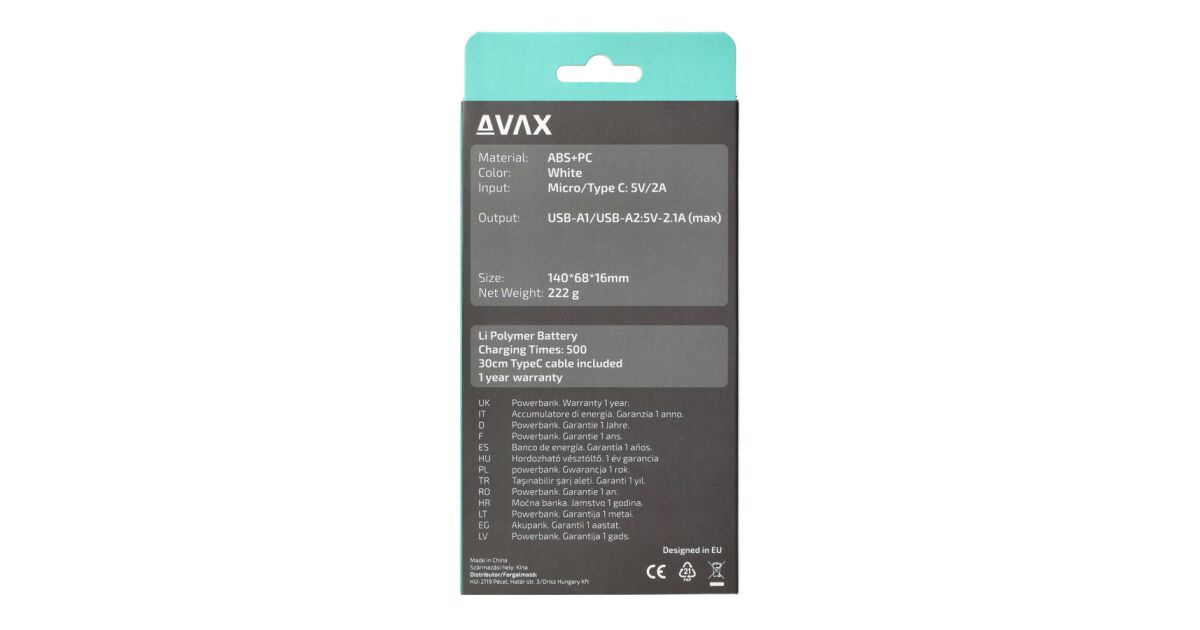 AVAX
Material: ABS+PC
Color: White
Input: Micro/Type C: 5V/2A
Output: USB-A1/USB-A2:5V-2.1A (max)
Size: 140*68*16mm
Net Weight: 222 g
Li Polymer Battery
Charging Times: 500
30cm TypeC cable included
1 year warranty
UK Powerbank. Warranty 1 year.
IT Accumulatore di energia. Garanzia 1 anno.
D Powerbank. Garantie 1 Jahre.
F Powerbank. Garantie 1 ans.
ES Banco de energía. Garantía 1 años.
HU Hordozható vésztöltő. 1 év garancia
PL powerbank. Gwarancja 1 rok.
TR Taşınabilir şarj aleti. Garanti 1 yıl.
RO Powerbank. Garantie 1 an.
HR Moćna banka. Jamstvo 1 godina.
LT Powerbank. Garantija 1 metai.
EG Akupank. Garantii 1 aastat.
LV Powerbank. Garantija 1 gads.
Designed in EU
Made in China
Származási hely: Kína
Distributor/Forgalmazó:
HU-2119 Pécel, Határ str. 3/Orisz Hungary Kft
CE
21
PAP